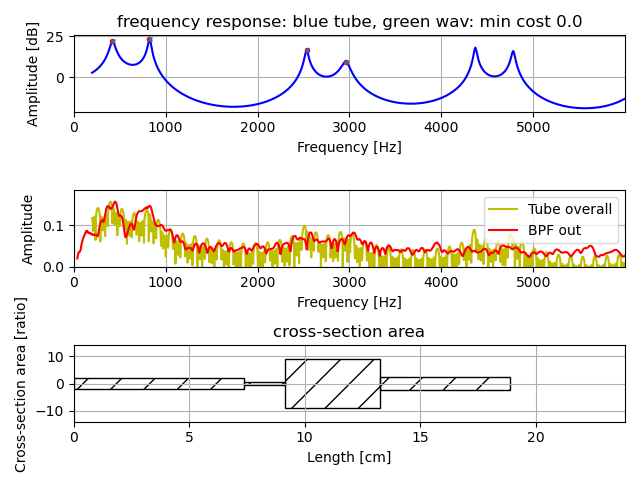 frequency response: blue tube, green wav: min cost 0.0
Amplitude [dB]
25
0
0 1000 2000 3000 4000 5000
Frequency [Hz]
Amplitude
0.1
0.0
Tube overall
BPF out
0 1000 2000 3000 4000 5000
Frequency [Hz]
cross-section area
Cross-section area [ratio]
10
0
−10
0 5 10 15 20
Length [cm]